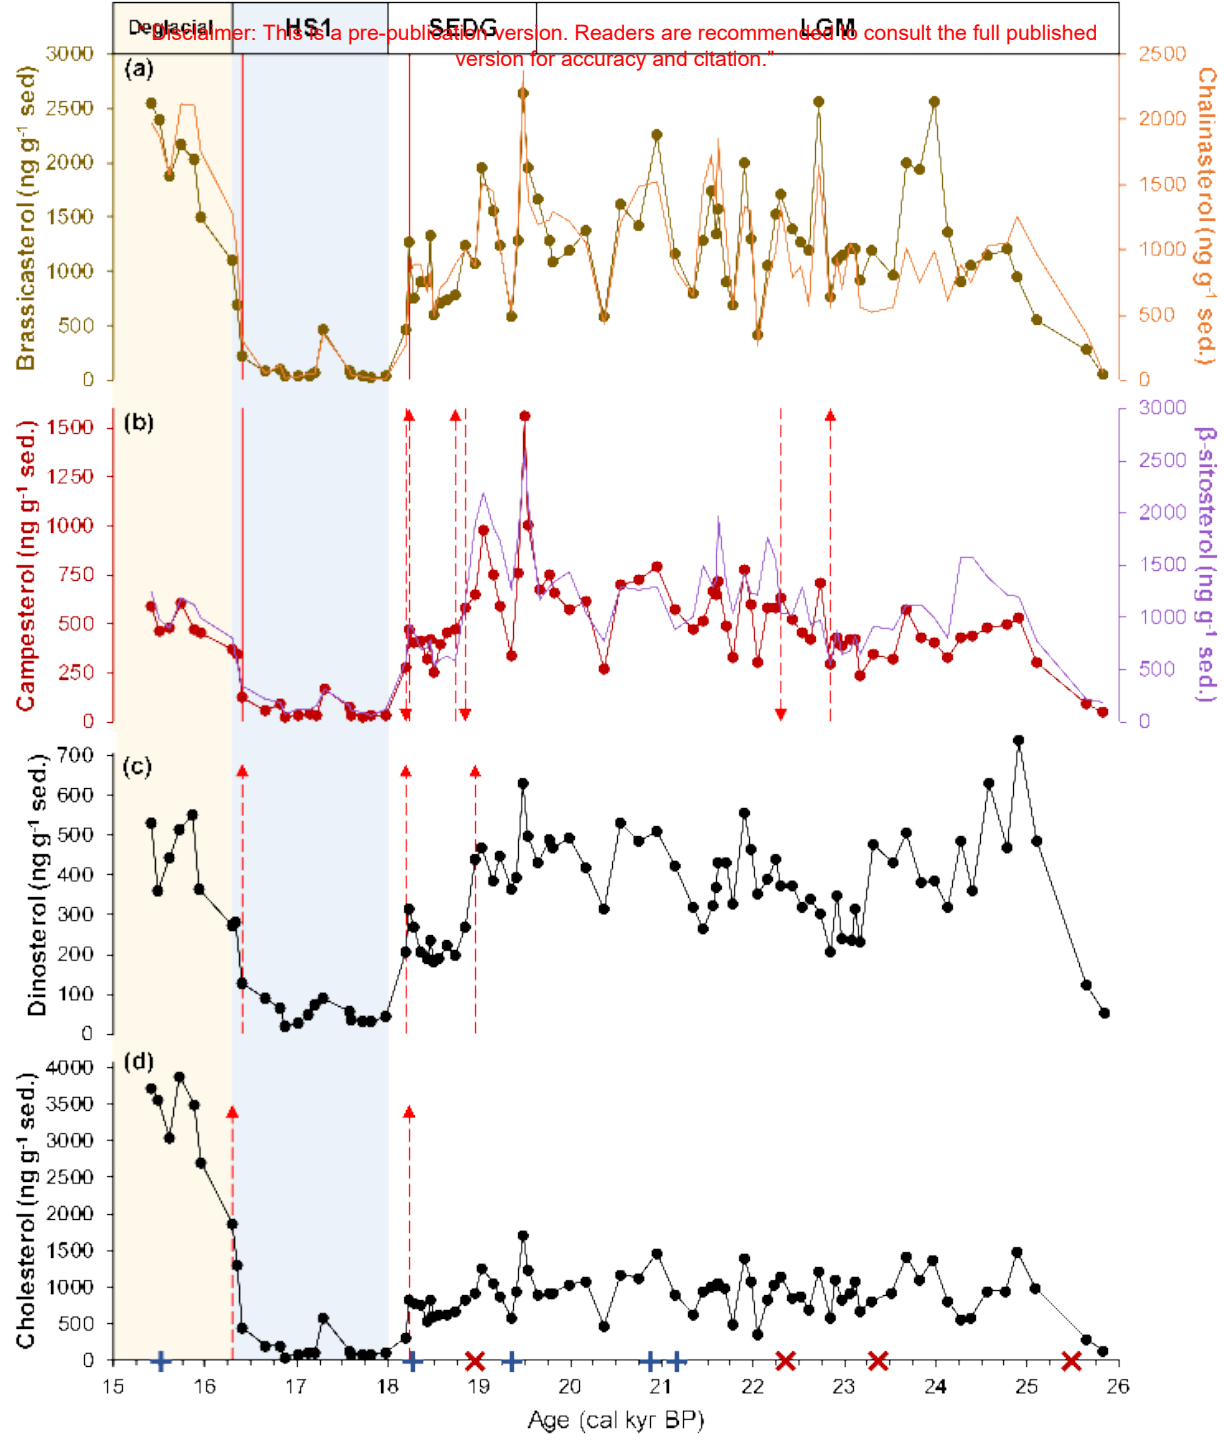 Deglacial HS1 SEDG LGM
"Disclaimer: This is a pre-publication version. Readers are recommended to consult the full published
version for accuracy and citation."
(a)
Brassicasterol (ng g⁻¹ sed)
3000
2500
2000
1500
1000
500
0
2500
2000
1500
1000
500
0
Chalinasterol (ng g⁻¹ sed.)
(b)
Campesterol (ng g⁻¹ sed.)
1500
1250
1000
750
500
250
0
3000
2500
2000
1500
1000
500
0
β-sitosterol (ng g⁻¹ sed.)
(c)
Dinosterol (ng g⁻¹ sed.)
700
600
500
400
300
200
100
0
(d)
Cholesterol (ng g⁻¹ sed.)
4000
3500
3000
2500
2000
1500
1000
500
0
15 16 17 18 19 20 21 22 23 24 25 26
Age (cal kyr BP)